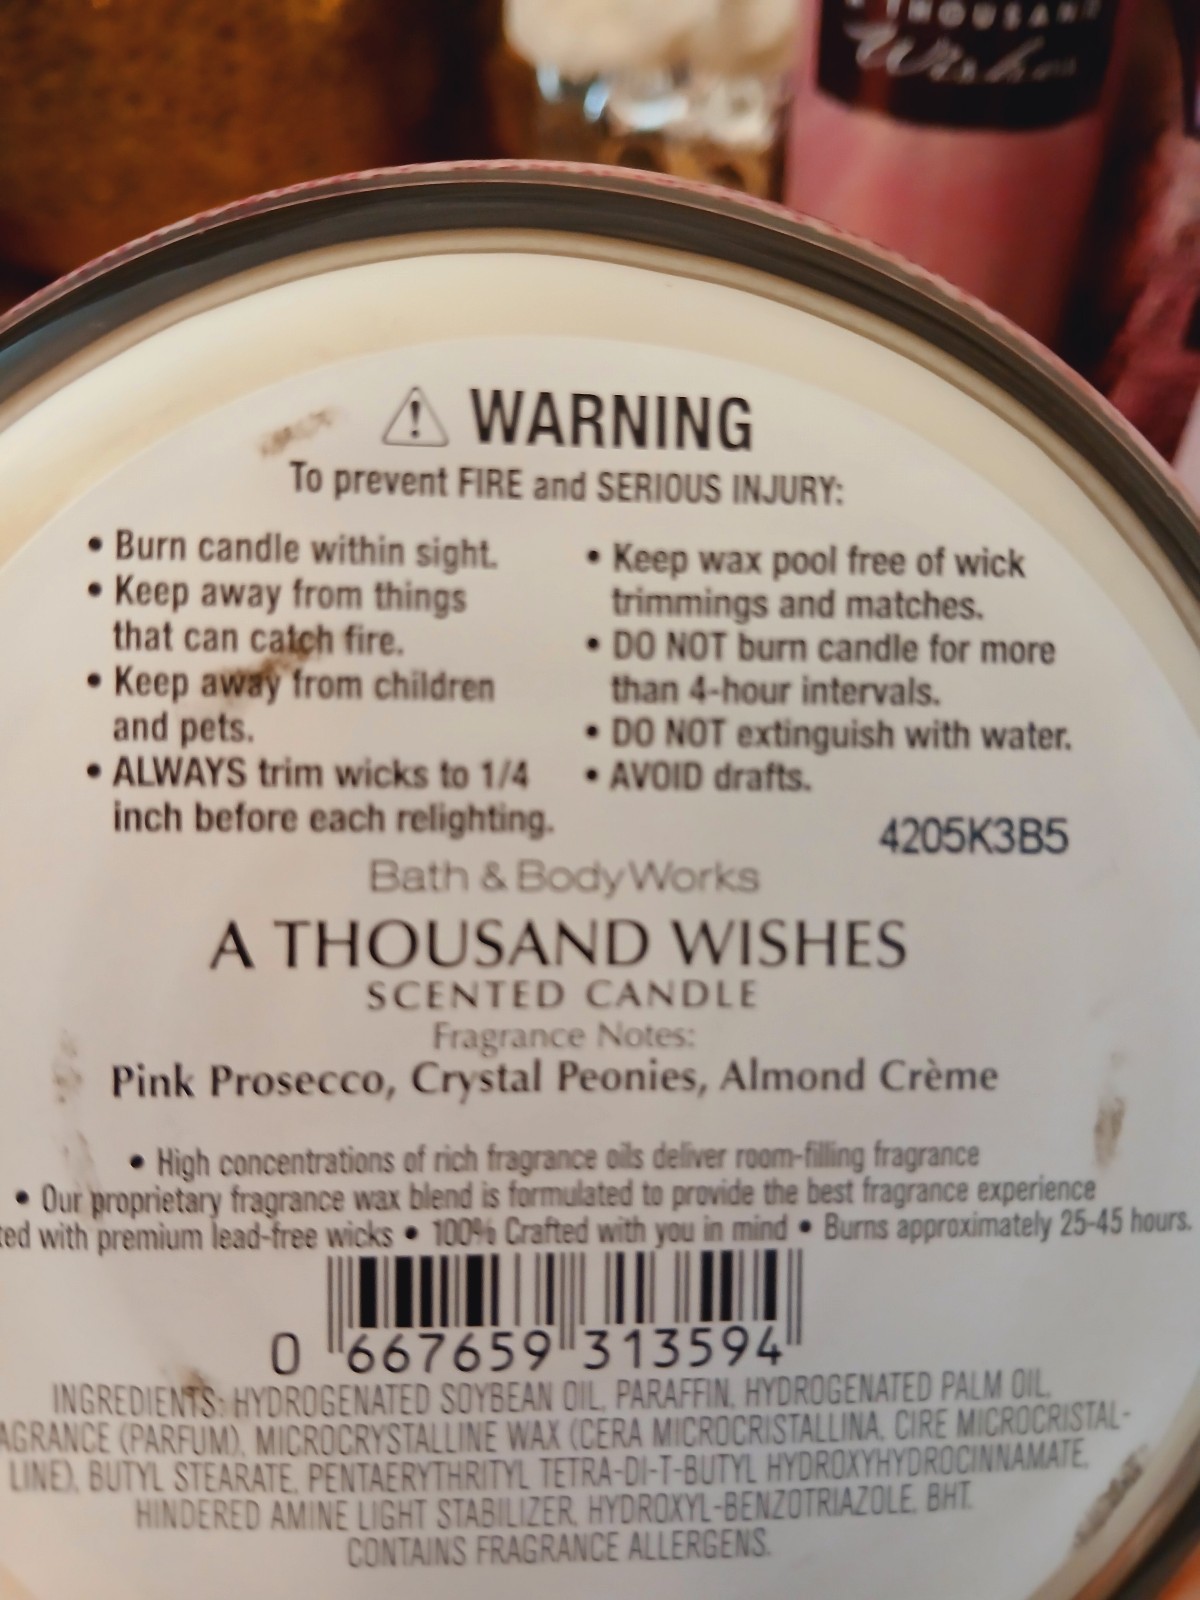 A THOUSAND
Wishes
WARNING
To prevent FIRE and SERIOUS INJURY:
• Burn candle within sight.
• Keep away from things
that can catch fire.
• Keep away from children
and pets.
• ALWAYS trim wicks to 1/4
inch before each relighting.
• Keep wax pool free of wick
trimmings and matches.
• DO NOT burn candle for more
than 4-hour intervals.
• DO NOT extinguish with water.
• AVOID drafts.
4205K3B5
Bath & Body Works
A THOUSAND WISHES
SCENTED CANDLE
Fragrance Notes:
Pink Prosecco, Crystal Peonies, Almond Crème
• High concentrations of rich fragrance oils deliver room-filling fragrance
• Our proprietary fragrance wax blend is formulated to provide the best fragrance experience
ted with premium lead-free wicks • 100% Crafted with you in mind • Burns approximately 25-45 hours.
0 667659 313594
INGREDIENTS: HYDROGENATED SOYBEAN OIL, PARAFFIN, HYDROGENATED PALM OIL,
AGRANCE (PARFUM), MICROCRYSTALLINE WAX (CERA MICROCRISTALLINA, CIRE MICROCRISTAL-
LINE), BUTYL STEARATE, PENTAERYTHRITYL TETRA-DI-T-BUTYL HYDROXYHYDROCINNAMATE,
HINDERED AMINE LIGHT STABILIZER, HYDROXYL-BENZOTRIAZOLE, BHT.
CONTAINS FRAGRANCE ALLERGENS.